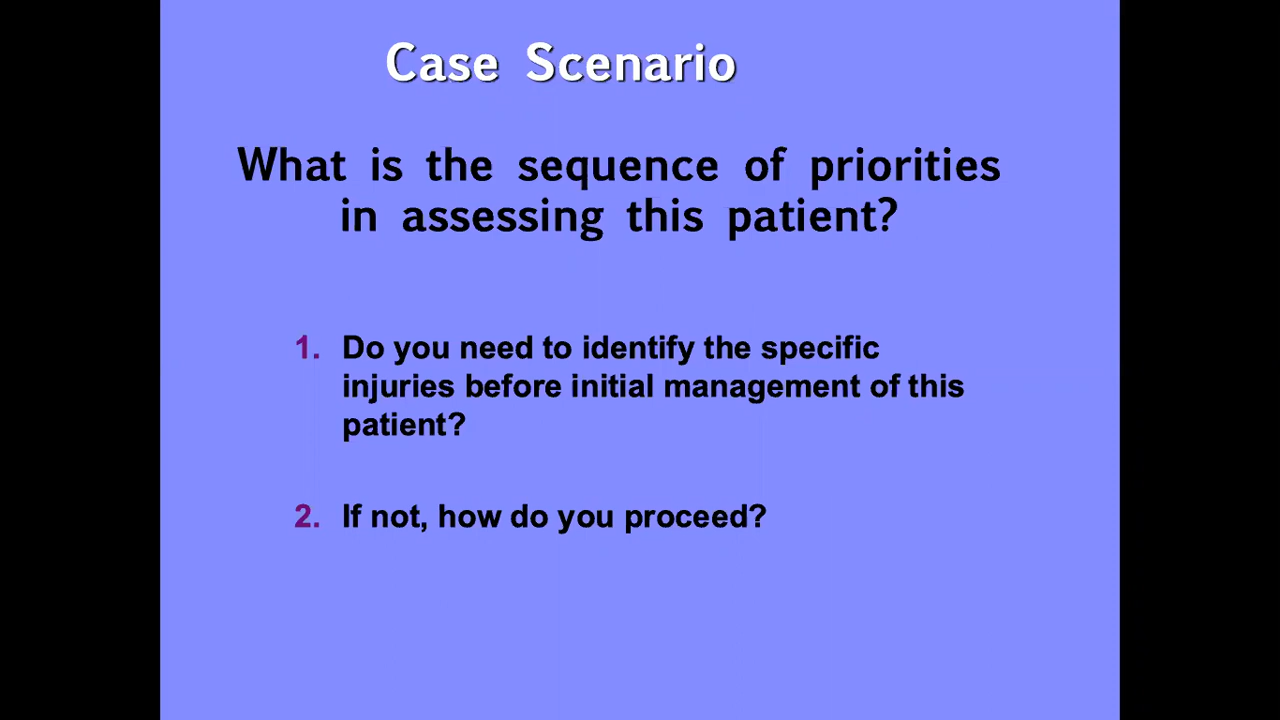 Case Scenario
What is the sequence of priorities
in assessing this patient?
1. Do you need to identify the specific
injuries before initial management of this
patient?
2. If not, how do you proceed?